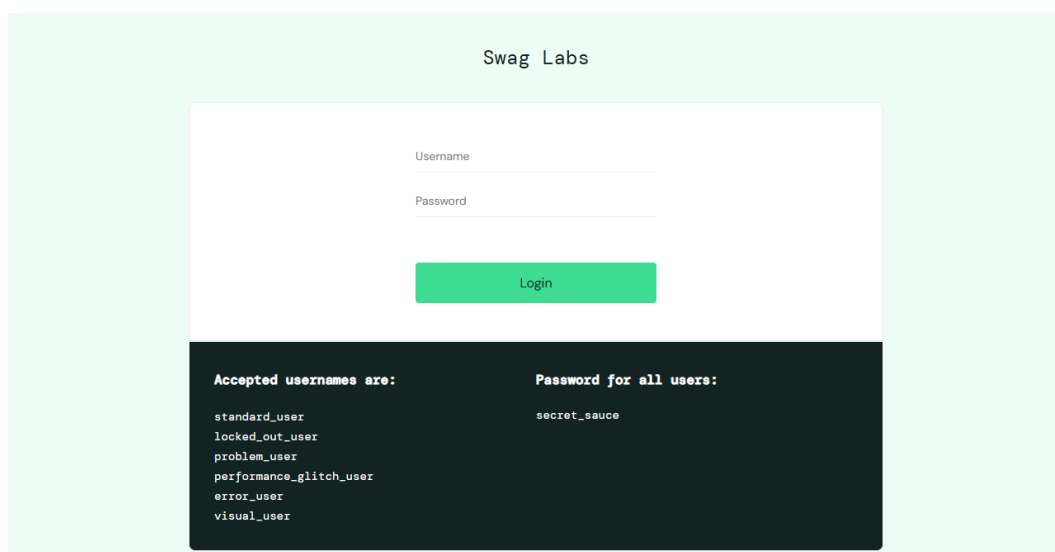 Swag Labs
Username
Password
Login
Accepted usernames are:
standard_user
locked_out_user
problem_user
performance_glitch_user
error_user
visual_user
Password for all users:
secret_sauce